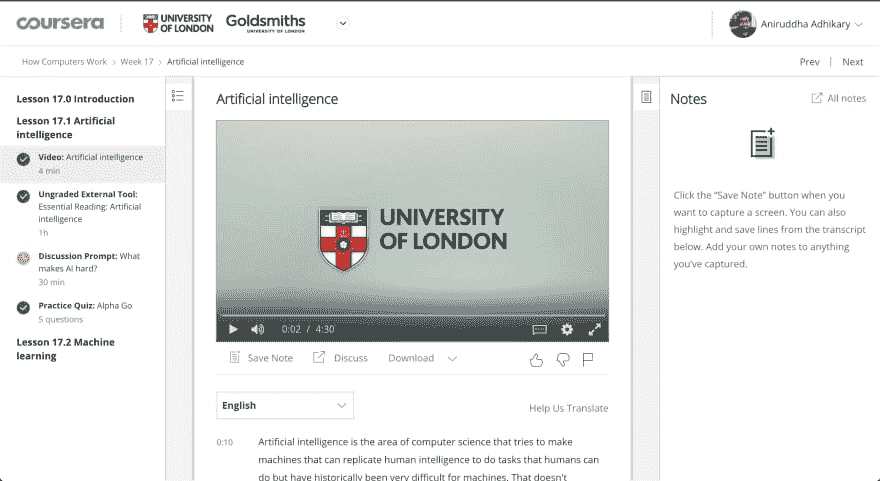 coursera
UNIVERSITY
OF LONDON
Goldsmiths
UNIVERSITY OF LONDON
Aniruddha Adhikary
How Computers Work > Week 17 > Artificial intelligence
Prev | Next
Lesson 17.0 Introduction
Lesson 17.1 Artificial
intelligence
Video: Artificial intelligence
4 min
Ungraded External Tool:
Essential Reading: Artificial
intelligence
1h
Discussion Prompt: What
makes AI hard?
30 min
Practice Quiz: Alpha Go
5 questions
Lesson 17.2 Machine
learning
Artificial intelligence
UNIVERSITY
OF LONDON
0:02 / 4:30
Save Note
Discuss
Download
English
Help Us Translate
0:10
Artificial intelligence is the area of computer science that tries to make
machines that can replicate human intelligence to do tasks that humans can
do but have historically been very difficult for machines. That doesn't
Notes
All notes
Click the "Save Note" button when you
want to capture a screen. You can also
highlight and save lines from the transcript
below. Add your own notes to anything
you've captured.